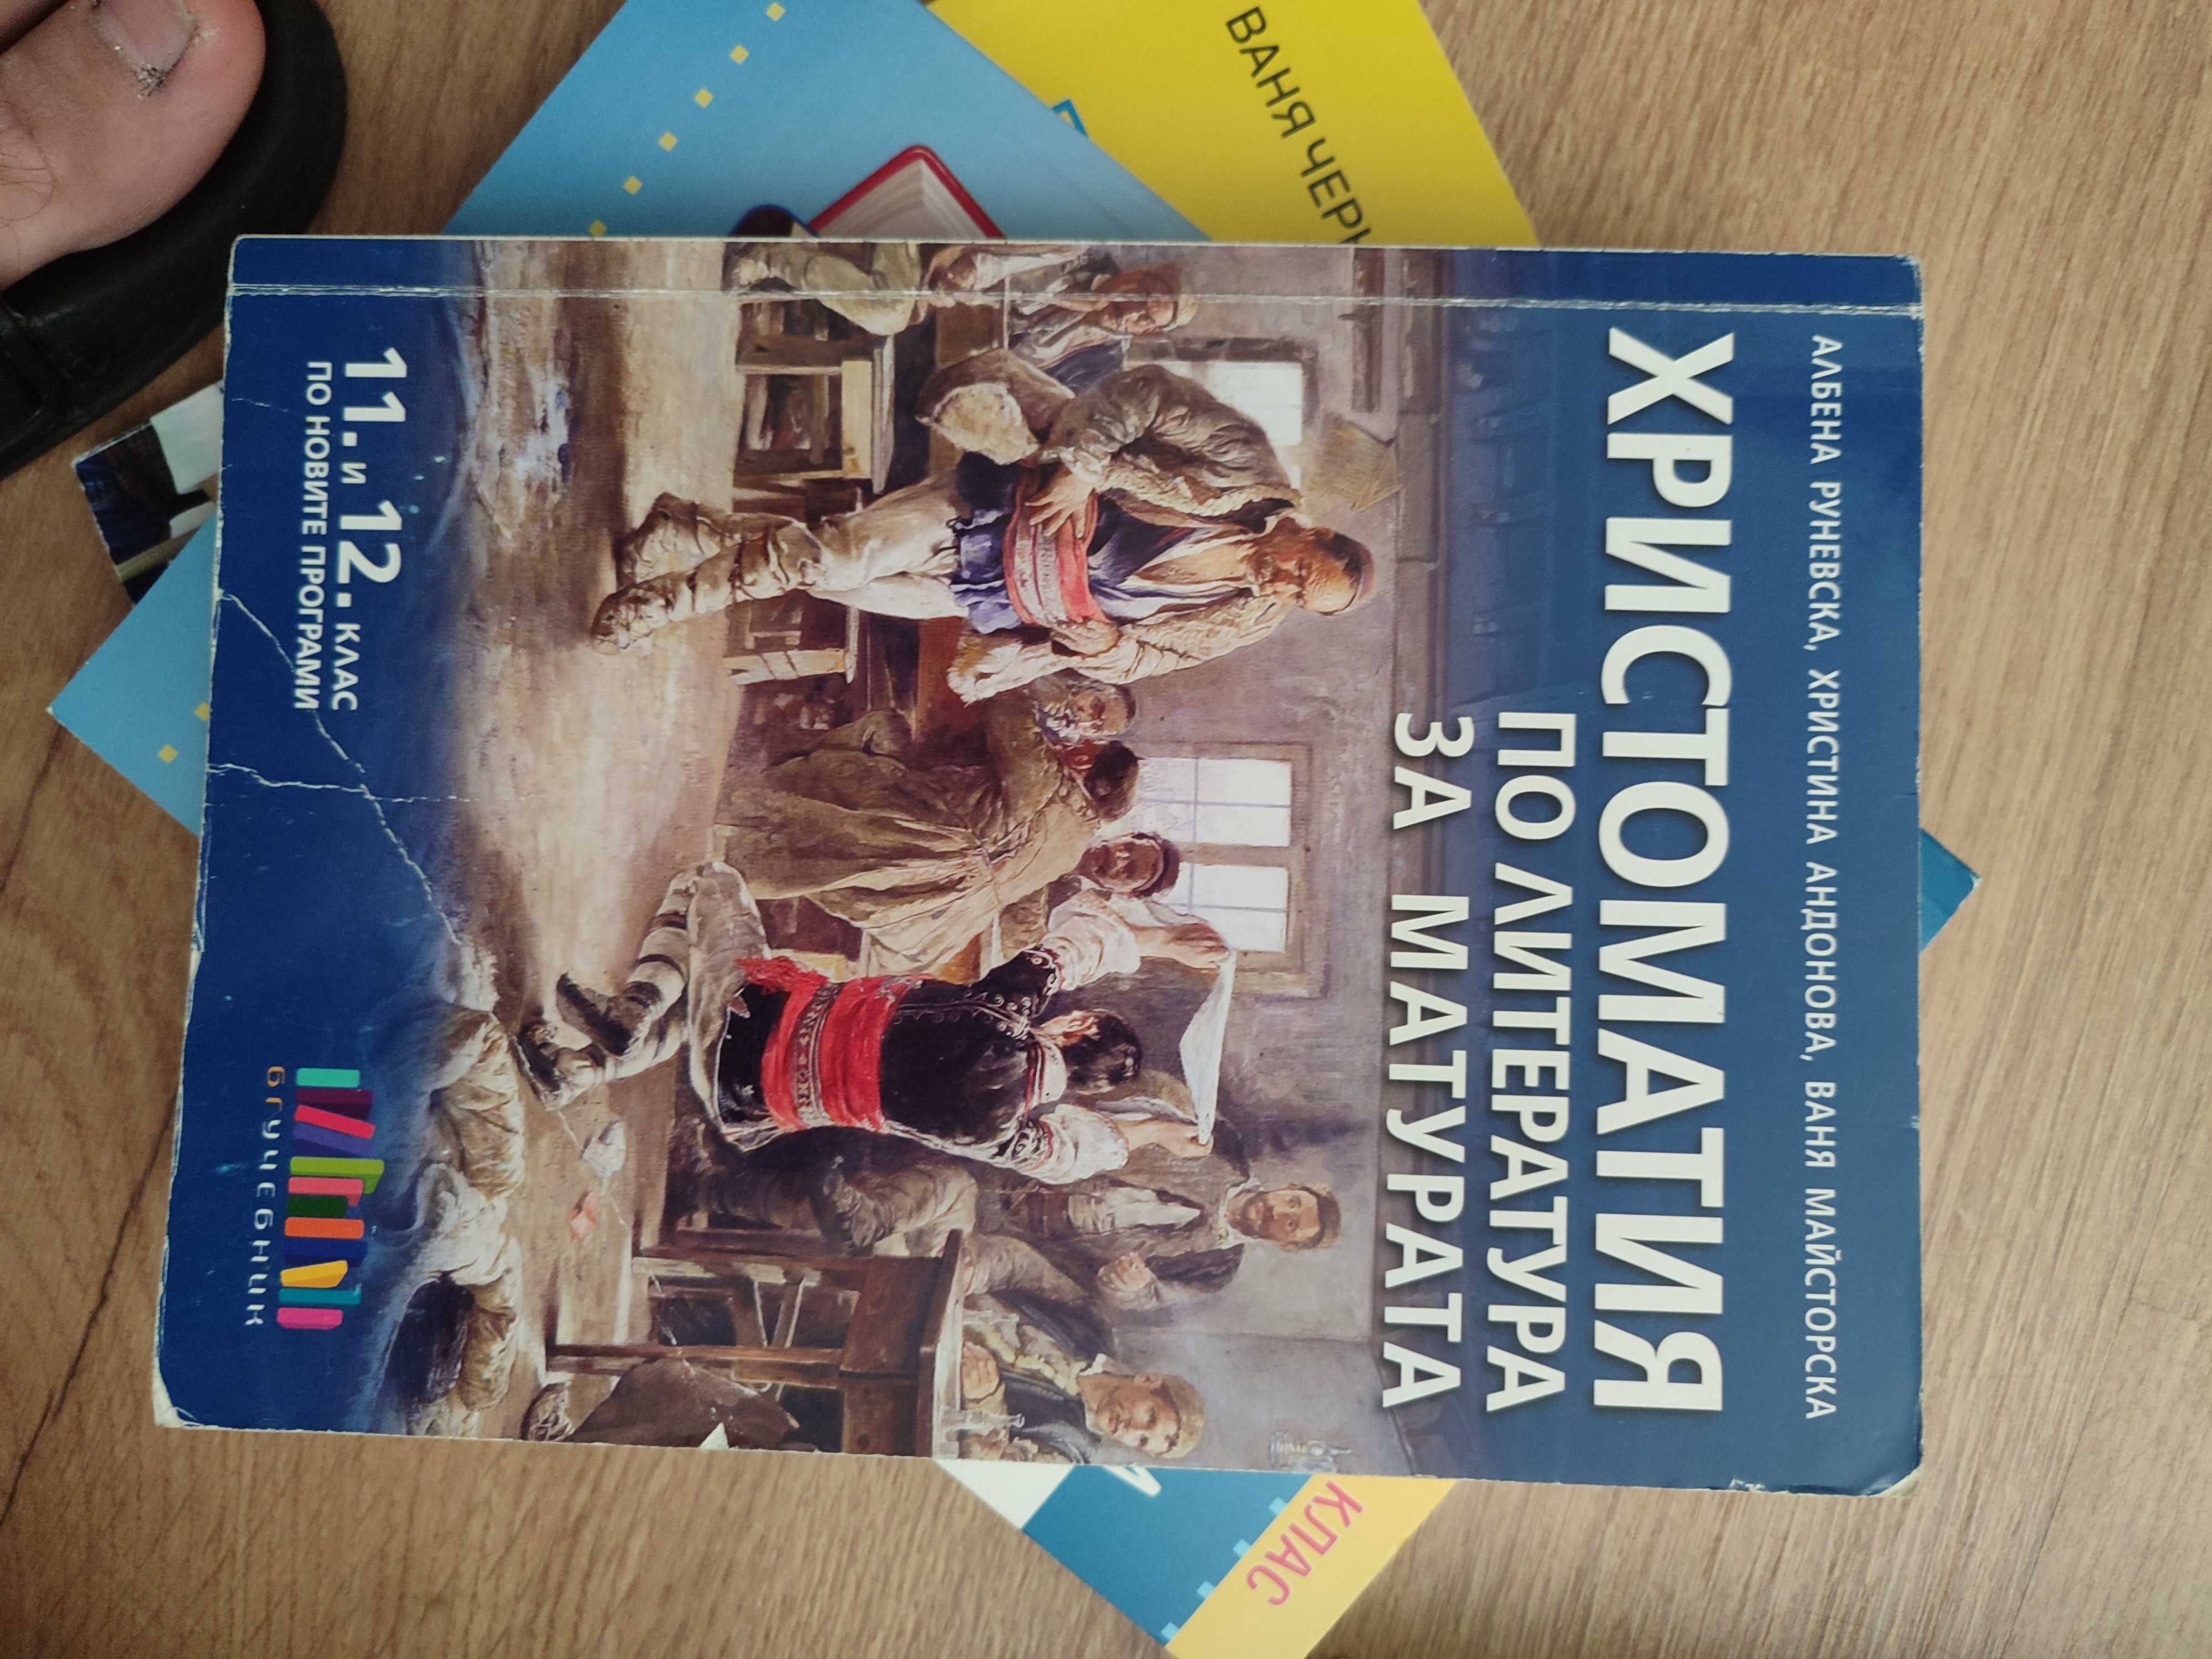 АЛБЕНА РУНЕВСКА, ХРИСТИНА АНДОНОВА, ВАНЯ МАЙСТОРСКА
ХРИСТОМАТИЯ
ПО ЛИТЕРАТУРА
ЗА МАТУРАТА
11. и 12. КЛАС
ПО НОВИТЕ ПРОГРАМИ
БГУЧЕБНИК
ВАНЯ
КЛАС